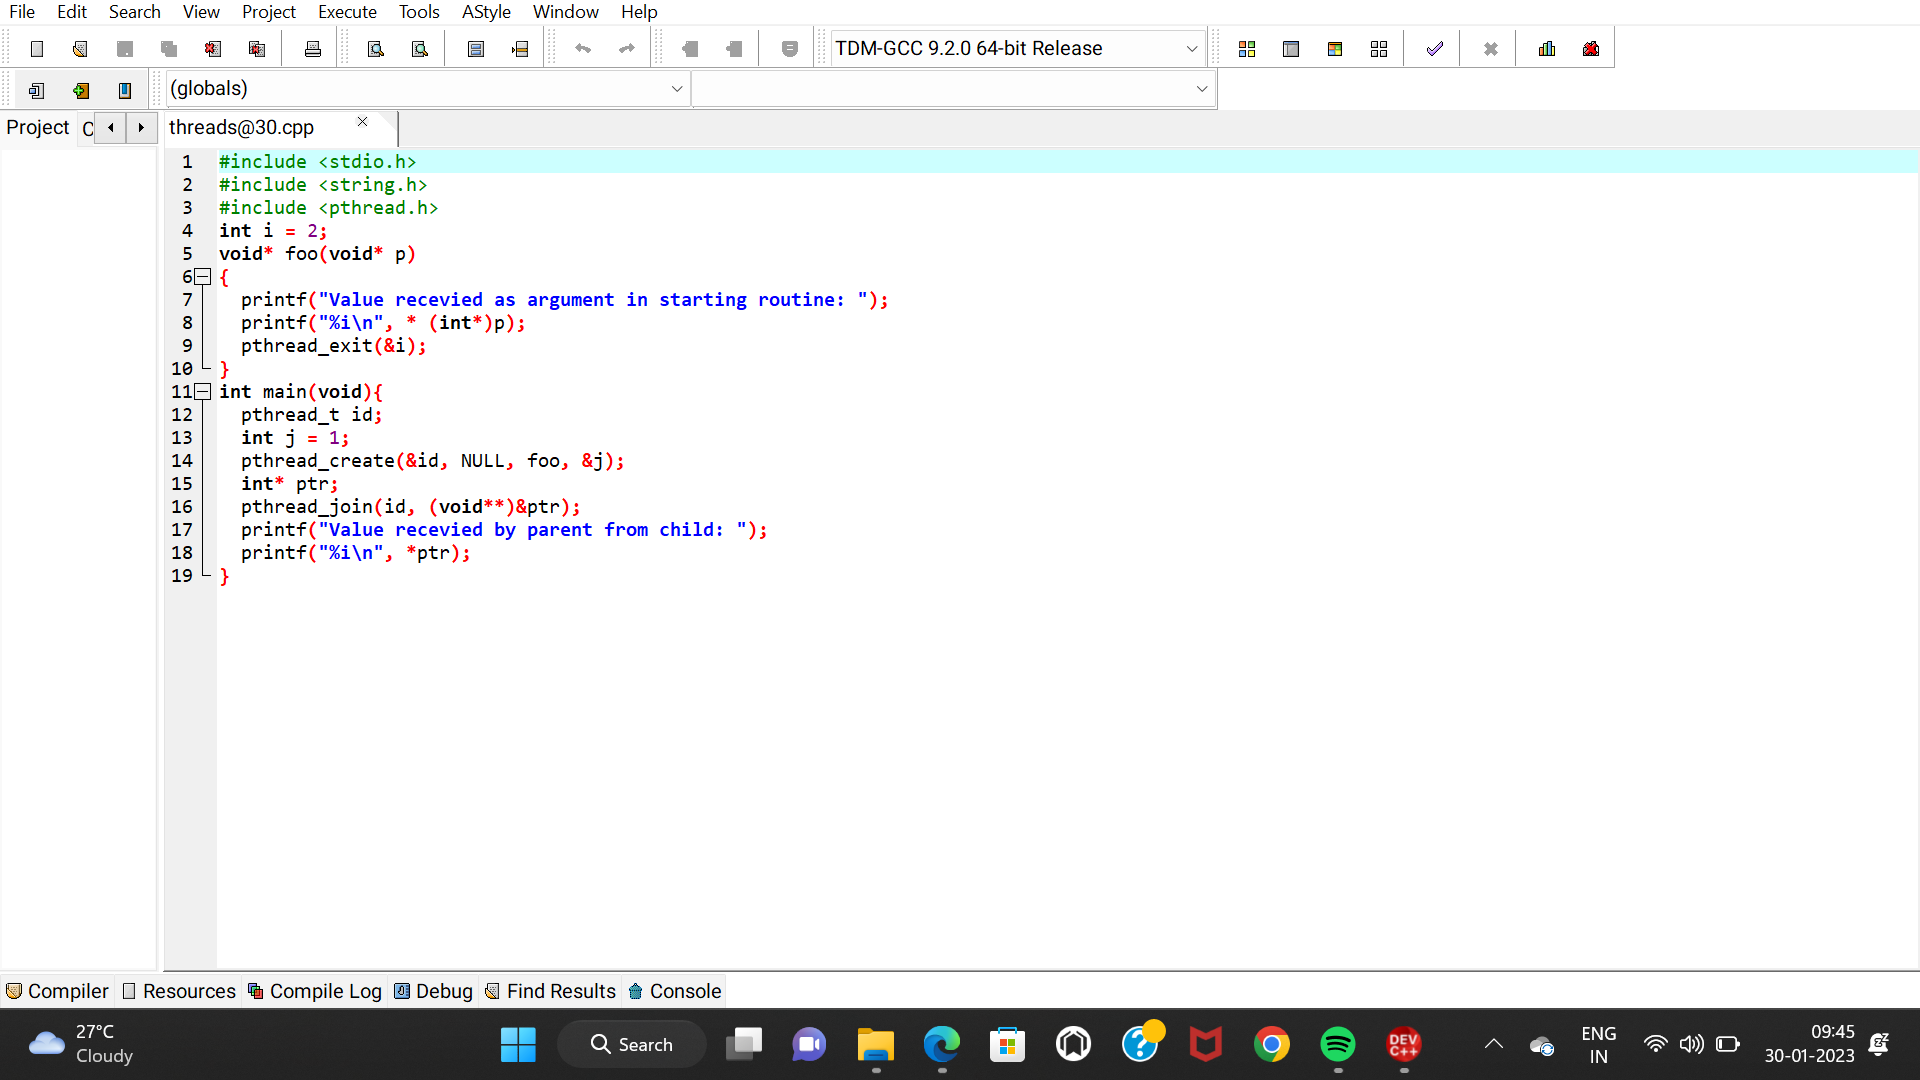 File Edit Search View Project Execute Tools AStyle Window Help
TDM-GCC 9.2.0 64-bit Release
(globals)
Project C threads@30.cpp
1 #include <stdio.h>
2 #include <string.h>
3 #include <pthread.h>
4 int i = 2;
5 void* foo(void* p)
6 {
7 printf("Value recevied as argument in starting routine: ");
8 printf("%i\n", * (int*)p);
9 pthread_exit(&i);
10 }
11 int main(void){
12 pthread_t id;
13 int j = 1;
14 pthread_create(&id, NULL, foo, &j);
15 int* ptr;
16 pthread_join(id, (void**)&ptr);
17 printf("Value recevied by parent from child: ");
18 printf("%i\n", *ptr);
19 }
Compiler Resources Compile Log Debug Find Results Console
27°C
Cloudy
Search
DEV
C++
ENG
IN
09:45
30-01-2023